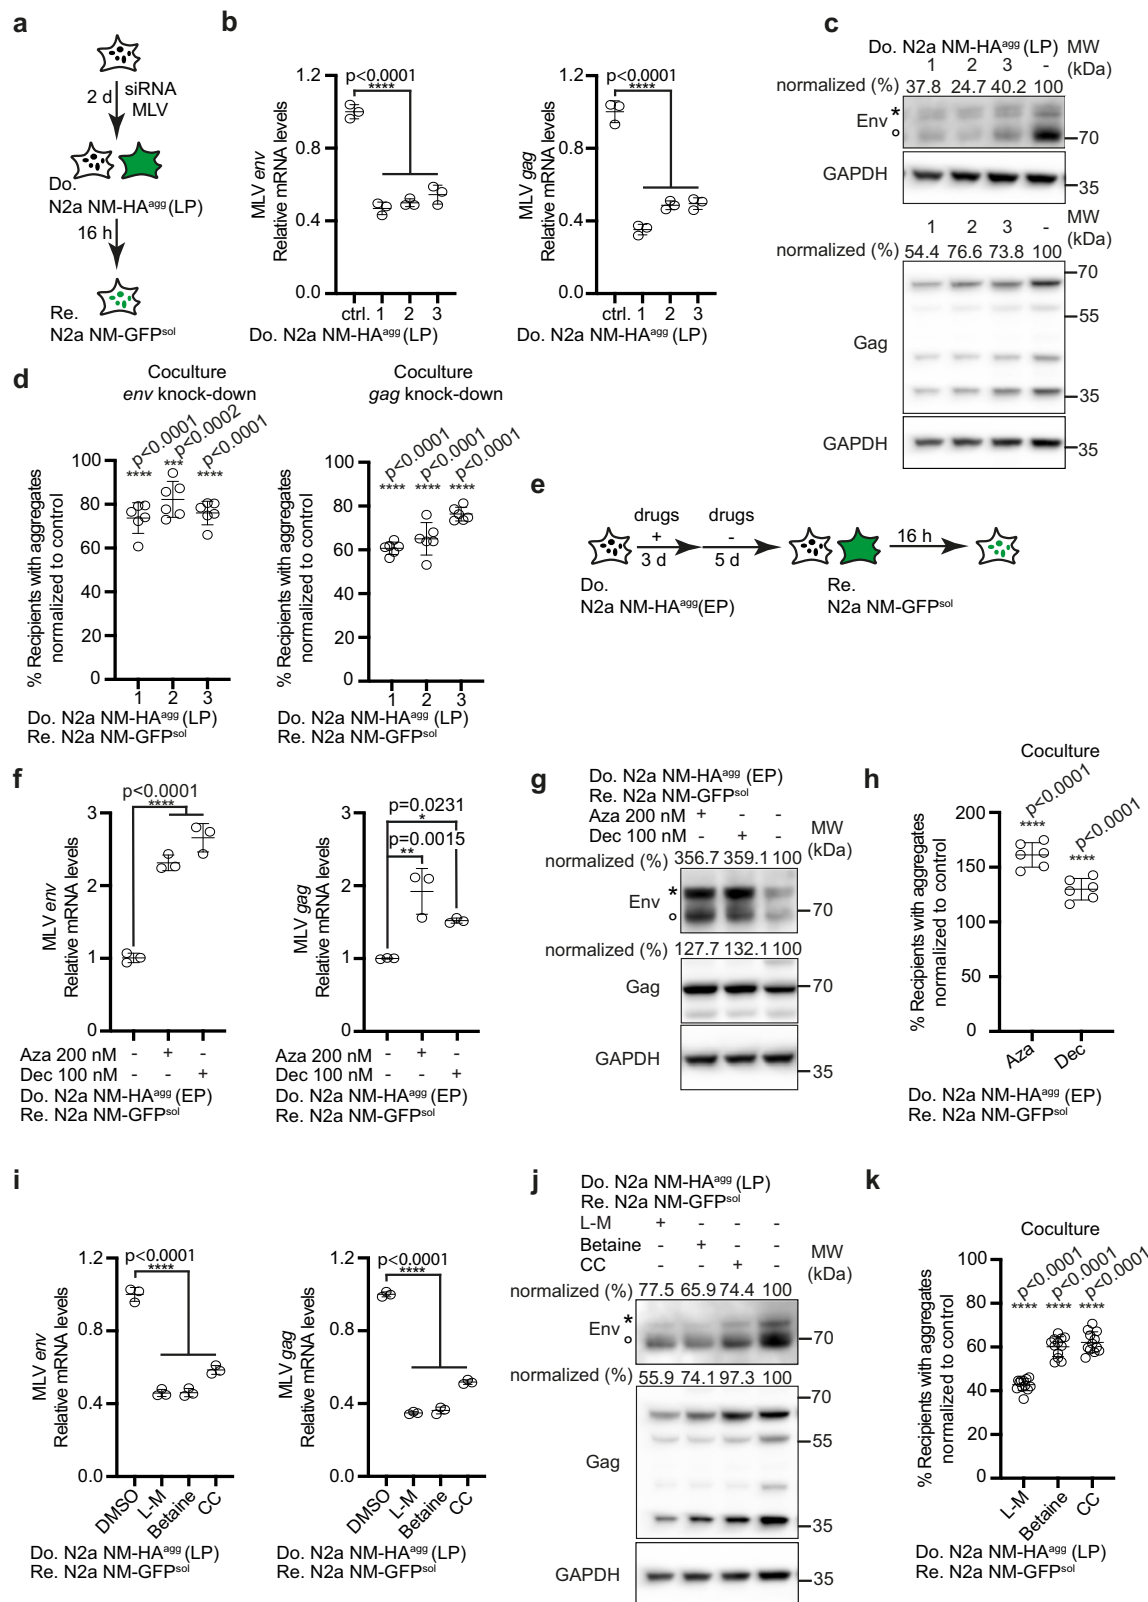 a
2 d
siRNA
MLV
Do.
N2a NM-HAagg (LP)
16 h
Re.
N2a NM-GFPsol
b
MLV env
Relative mRNA levels
1.2
0.8
0.4
0.0
p<0.0001
****
ctrl. 1 2 3
Do. N2a NM-HAagg (LP)
MLV gag
Relative mRNA levels
1.2
0.8
0.4
0.0
p<0.0001
****
ctrl. 1 2 3
Do. N2a NM-HAagg (LP)
c
Do. N2a NM-HAagg (LP) MW
(kDa)
1 2 3 -
normalized (%) 37.8 24.7 40.2 100
Env * °
70
GAPDH
35
1 2 3 - MW
(kDa)
normalized (%) 54.4 76.6 73.8 100
70
55
Gag
35
GAPDH
35
d
Coculture
env knock-down
p<0.0001 p<0.0002 p<0.0001
**** *** ****
% Recipients with aggregates
normalized to control
100
80
60
40
20
0
1 2 3
Do. N2a NM-HAagg (LP)
Re. N2a NM-GFPsol
Coculture
gag knock-down
p<0.0001 p<0.0001 p<0.0001
**** **** ****
% Recipients with aggregates
normalized to control
100
80
60
40
20
0
1 2 3
Do. N2a NM-HAagg (LP)
Re. N2a NM-GFPsol
e
drugs drugs
+ -
3 d 5 d
16 h
Do.
N2a NM-HAagg(EP)
Re.
N2a NM-GFPsol
f
MLV env
Relative mRNA levels
3
2
1
0
p<0.0001
****
Aza 200 nM - + -
Dec 100 nM - - +
Do. N2a NM-HAagg (EP)
Re. N2a NM-GFPsol
MLV gag
Relative mRNA levels
3
2
1
0
p=0.0231
*
p=0.0015
**
- + -
- - +
Do. N2a NM-HAagg (EP)
Re. N2a NM-GFPsol
g
Do. N2a NM-HAagg (EP)
Re. N2a NM-GFPsol
Aza 200 nM + - -
Dec 100 nM - + -
MW
(kDa)
normalized (%) 356.7 359.1 100
Env * °
70
normalized (%) 127.7 132.1 100
Gag
70
GAPDH
35
h
Coculture
p<0.0001 p<0.0001
**** ****
% Recipients with aggregates
normalized to control
200
150
100
50
0
Aza Dec
Do. N2a NM-HAagg (EP)
Re. N2a NM-GFPsol
i
MLV env
Relative mRNA levels
1.2
0.8
0.4
0.0
p<0.0001
****
DMSO L-M Betaine CC
Do. N2a NM-HAagg (LP)
Re. N2a NM-GFPsol
MLV gag
Relative mRNA levels
1.2
0.8
0.4
0.0
p<0.0001
****
DMSO L-M Betaine CC
Do. N2a NM-HAagg (LP)
Re. N2a NM-GFPsol
j
Do. N2a NM-HAagg (LP)
Re. N2a NM-GFPsol
L-M + - - -
Betaine - + - -
CC - - + -
MW
(kDa)
normalized (%) 77.5 65.9 74.4 100
Env * °
70
normalized (%) 55.9 74.1 97.3 100
70
55
Gag
35
GAPDH
35
k
Coculture
p<0.0001 p<0.0001 p<0.0001
**** **** ****
% Recipients with aggregates
normalized to control
100
80
60
40
20
0
L-M Betaine CC
Do. N2a NM-HAagg (LP)
Re. N2a NM-GFPsol